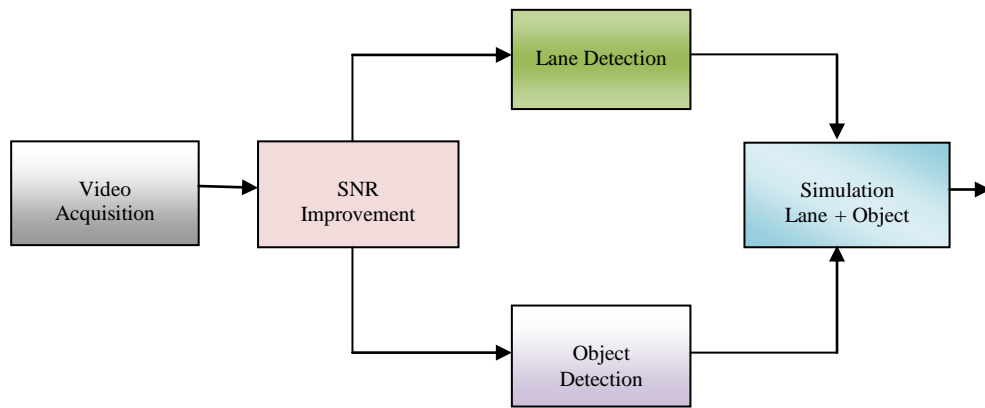 Lane Detection
Video
Acquisition
SNR
Improvement
Simulation
Lane + Object
Object
Detection